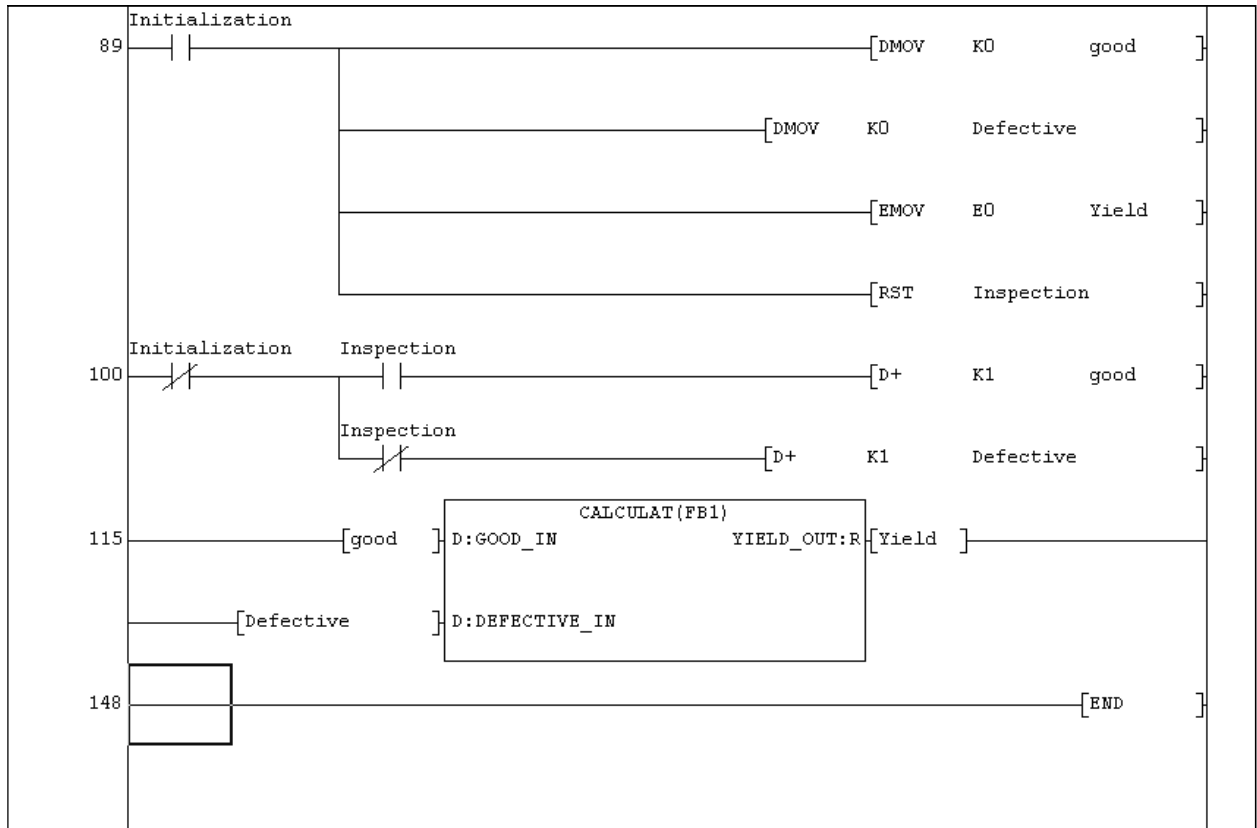 Initialization
89 [DMOV K0 good ]
[DMOV K0 Defective ]
[EMOV E0 Yield ]
[RST Inspection ]
Initialization Inspection
100 [D+ K1 good ]
Inspection
[D+ K1 Defective ]
CALCULAT(FB1)
115 [good ] D:GOOD_IN YIELD_OUT:R [Yield ]
[Defective ] D:DEFECTIVE_IN
148 [END ]